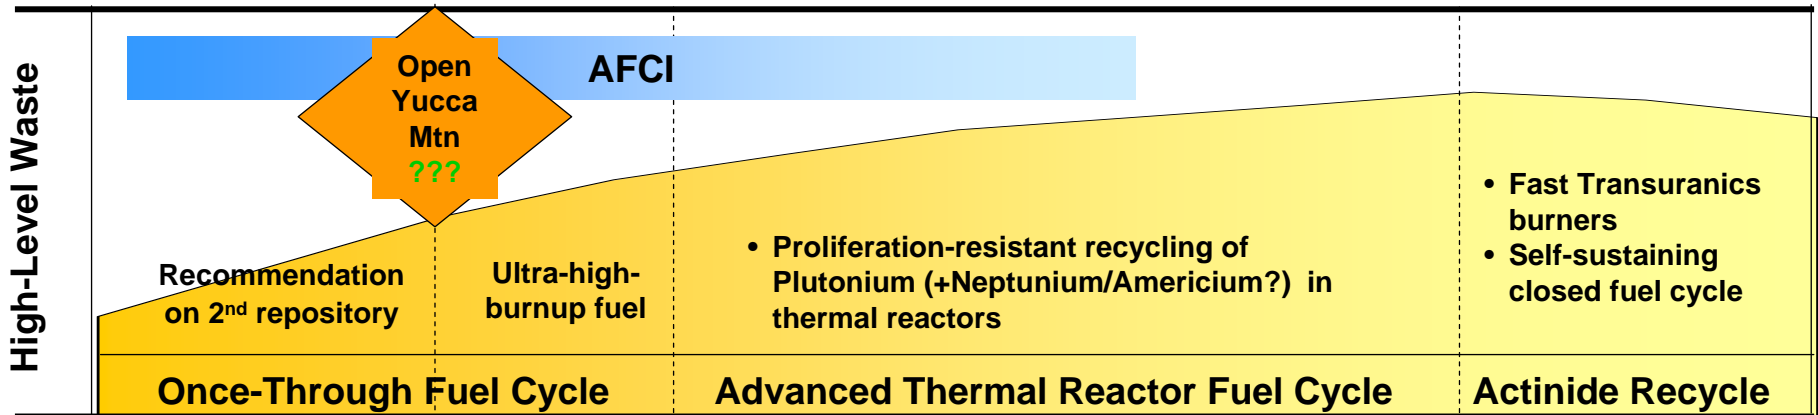 High-Level Waste
AFCI
Open
Yucca
Mtn
???
Recommendation
on 2nd repository
Ultra-high-
burnup fuel
• Proliferation-resistant recycling of
Plutonium (+Neptunium/Americium?) in
thermal reactors
• Fast Transuranics
burners
• Self-sustaining
closed fuel cycle
Once-Through Fuel Cycle
Advanced Thermal Reactor Fuel Cycle
Actinide Recycle